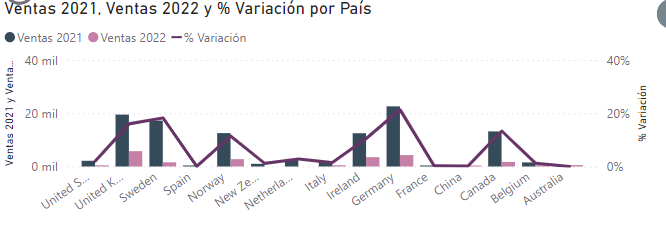 Ventas 2021, Ventas 2022 y % Variación por País
Ventas 2021 Ventas 2022 % Variación
40 mil
20 mil
0 mil
Ventas 2021 y Venta...
40%
20%
0%
% Variación
United S...
United K...
Sweden
Spain
Norway
New Ze...
Netherla...
Italy
Ireland
Germany
France
China
Canada
Belgium
Australia